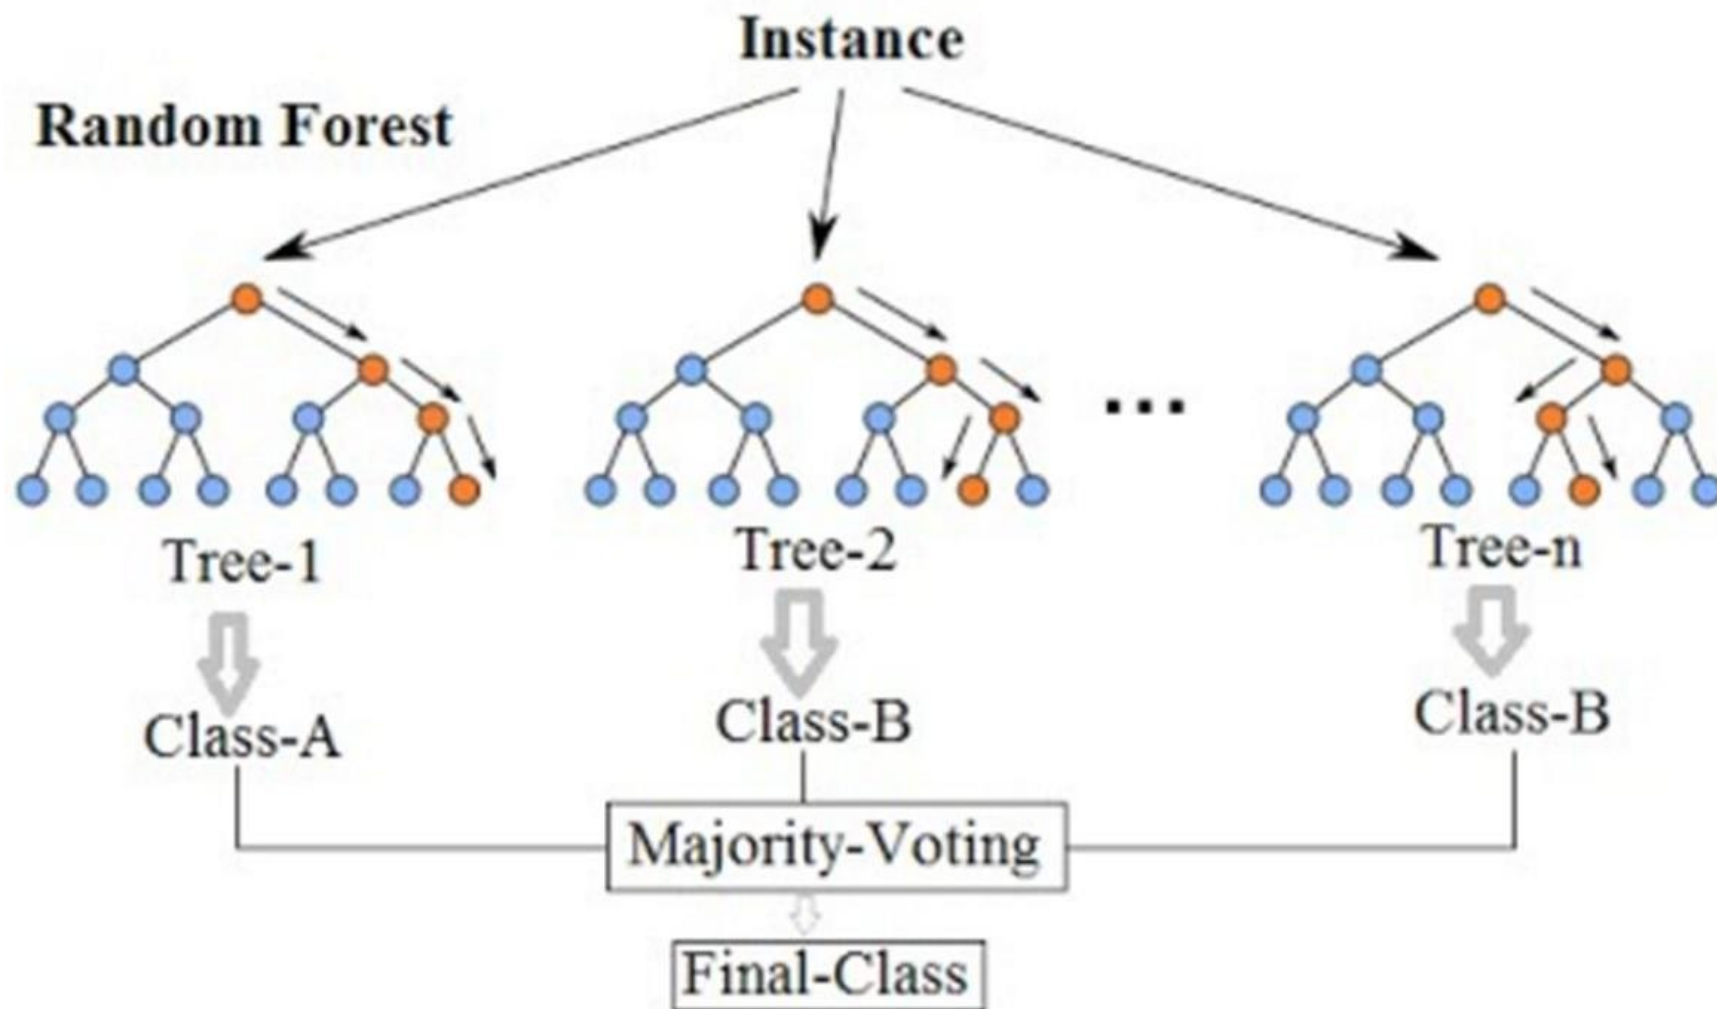 Instance
Random Forest
...
Tree-1
Tree-2
Tree-n
Class-A
Class-B
Class-B
Majority-Voting
Final-Class